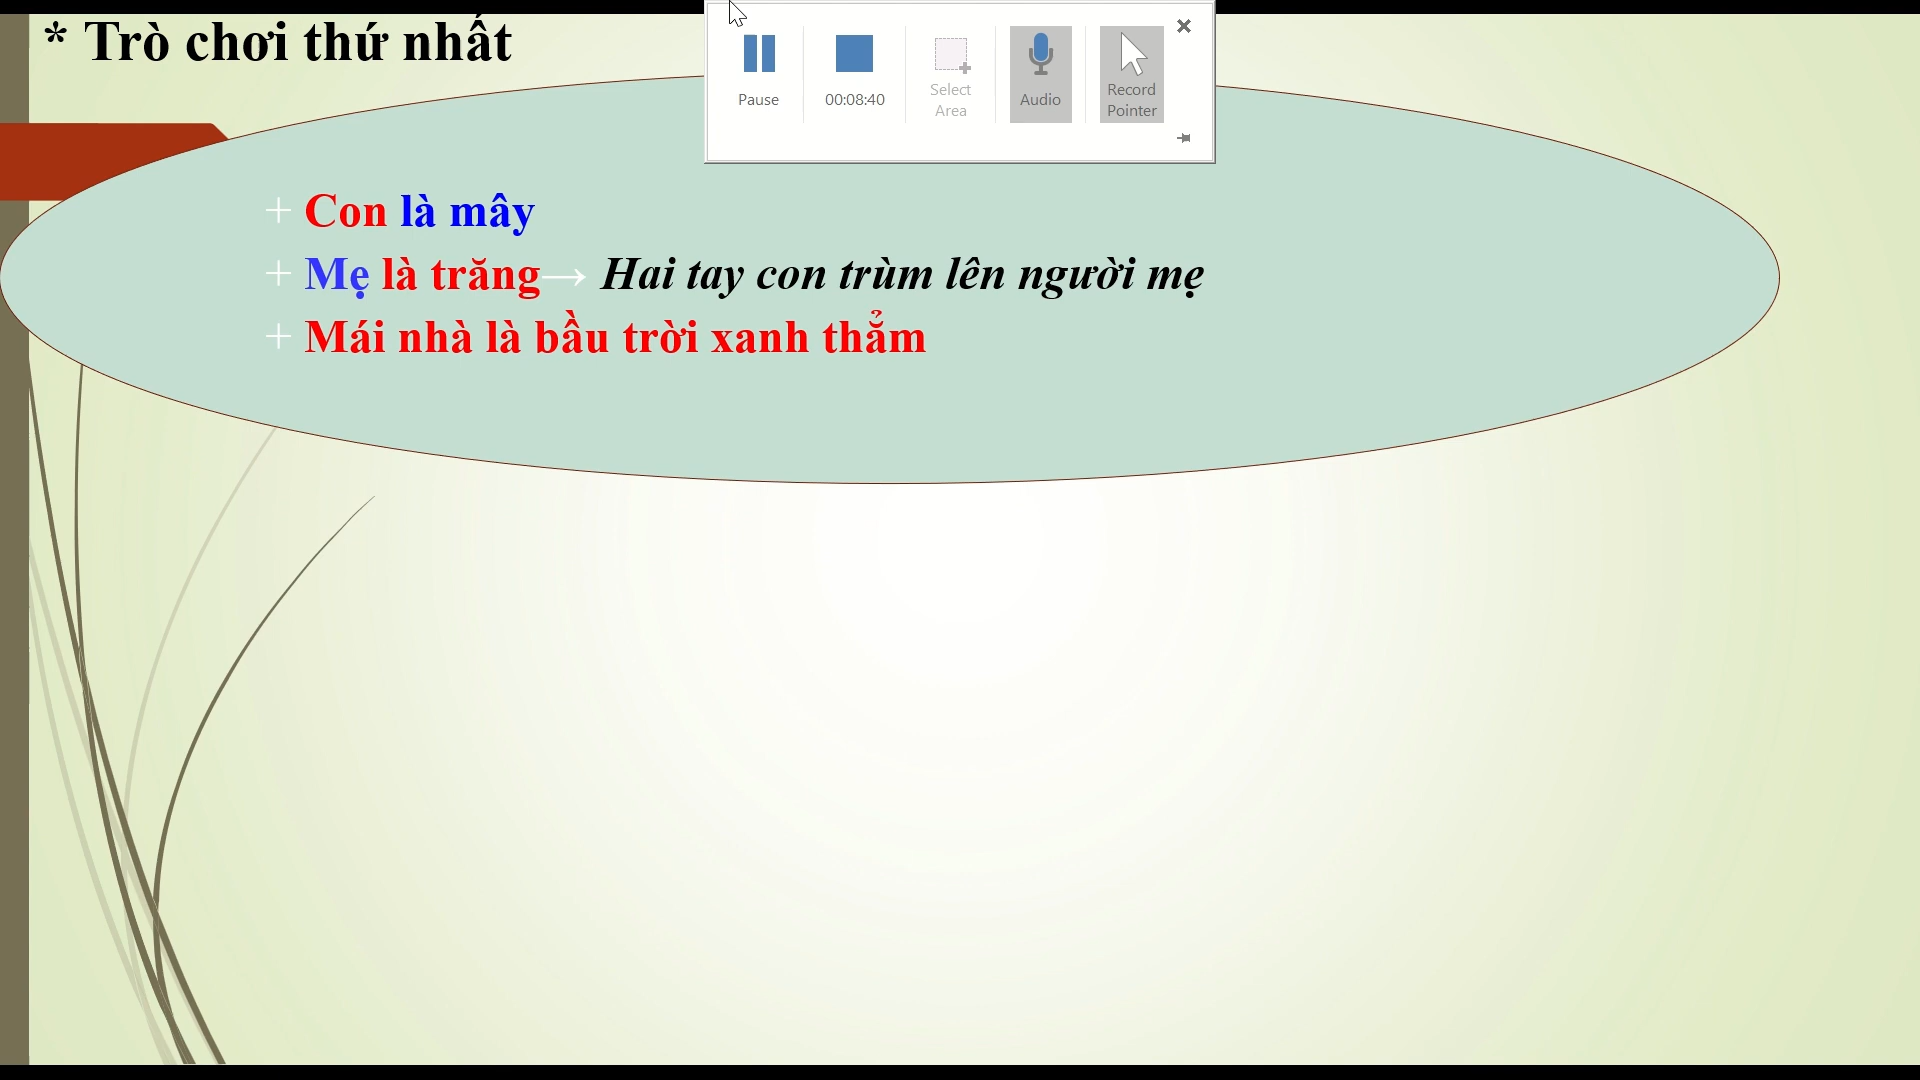 * Trò chơi thứ nhất
Pause
00:08:40
Select
Area
Audio
Record
Pointer
+ Con là mây
+ Mẹ là trăng→ Hai tay con trùm lên người mẹ
+ Mái nhà là bầu trời xanh thẳm